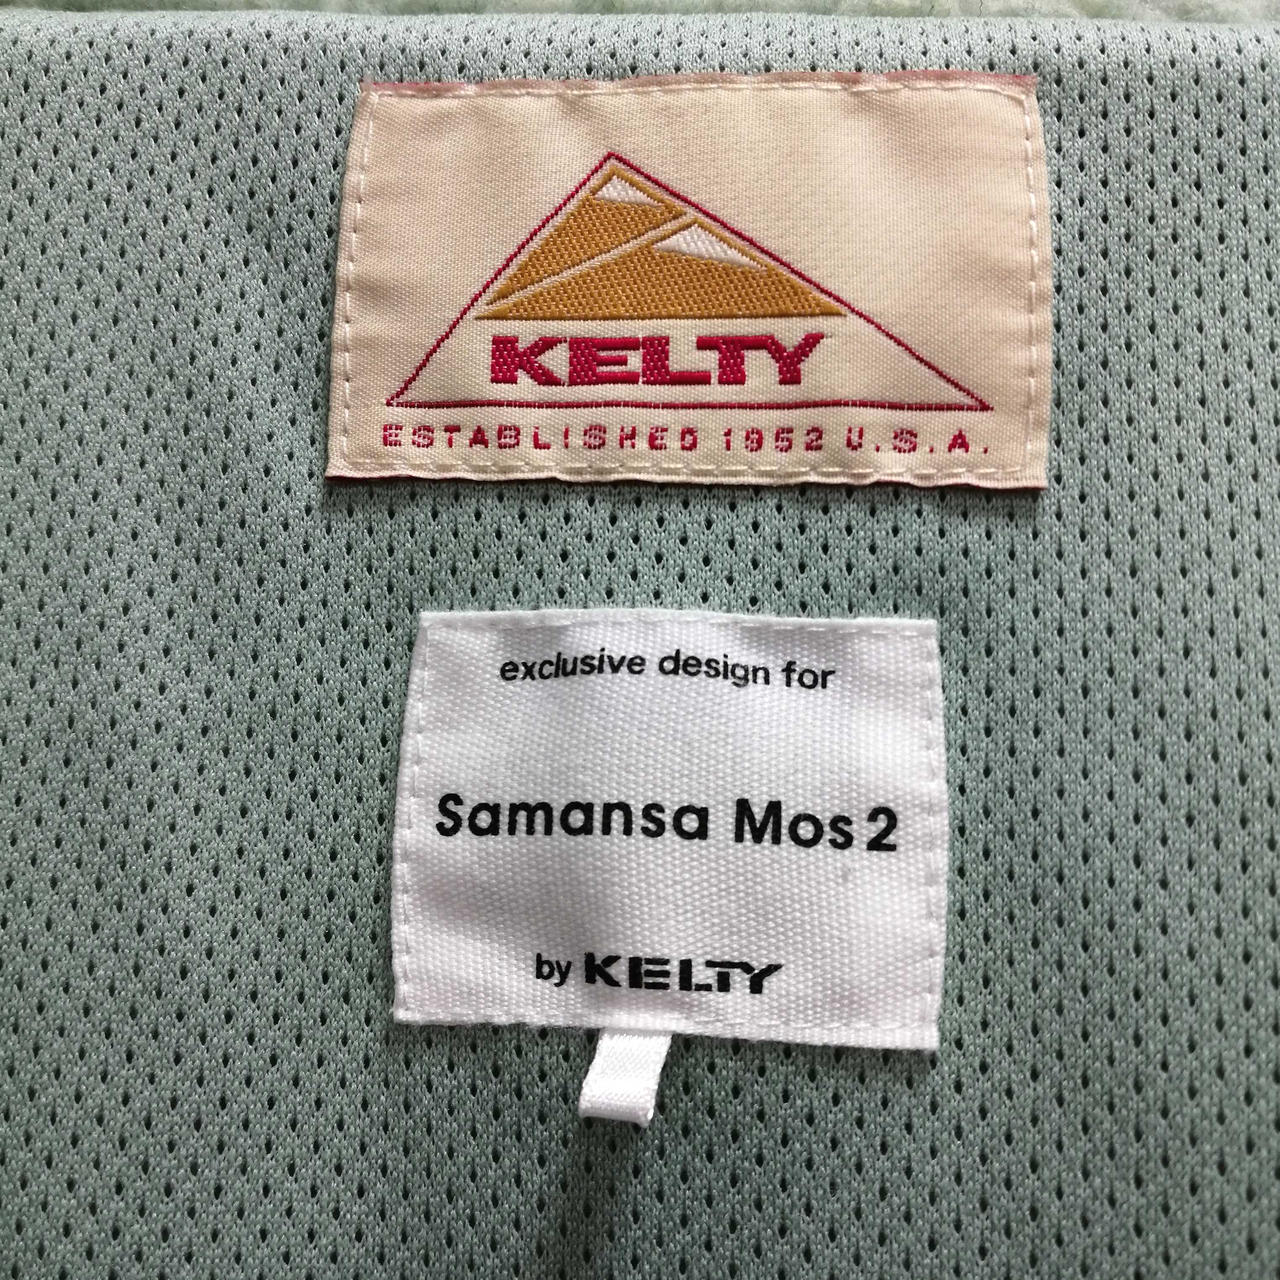 KELTY
ESTABLISHED 1952 U.S.A.
exclusive design for
Samansa Mos2
by KELTY